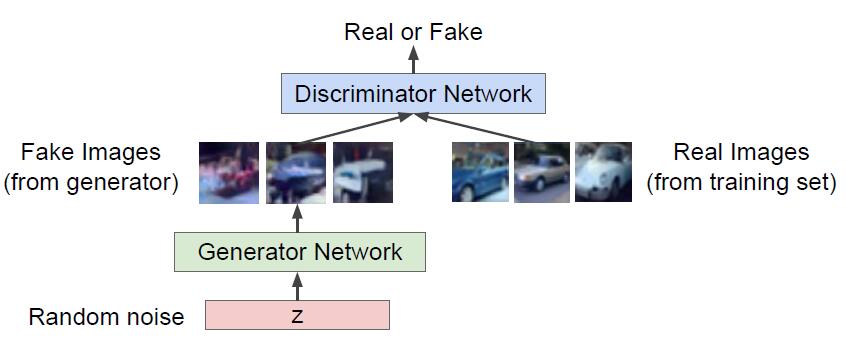 Real or Fake
Discriminator Network
Fake Images
(from generator)
Real Images
(from training set)
Generator Network
Random noise
z